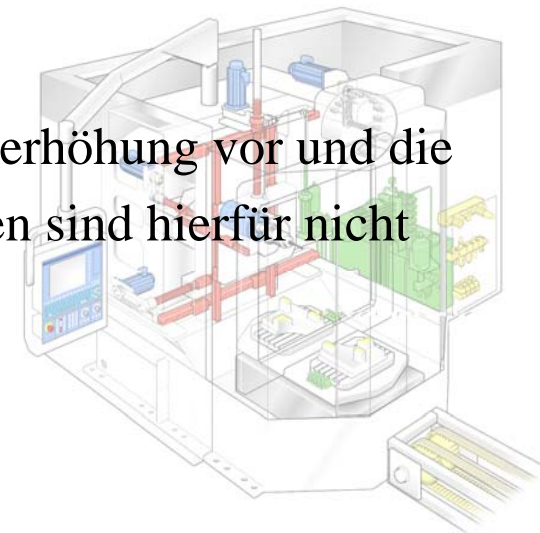 erhöhung vor und die
en sind hierfür nicht